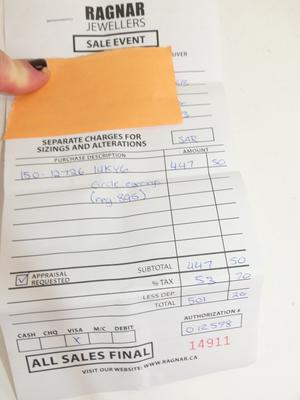 RAGNAR
JEWELLERS
SALE EVENT
SEPARATE CHARGES FOR
SIZINGS AND ALTERATIONS
SAR
PURCHASE DESCRIPTION AMOUNT
150-12726 14KYG 447 50
circle earrings
(reg 895)
APPRAISAL REQUESTED SUBTOTAL 447 50
% TAX 53 70
LESS DEP.
TOTAL 501 20
CASH CHQ VISA M/C DEBIT
X
AUTHORIZATION #
012598
ALL SALES FINAL
14911
VISIT OUR WEBSITE: WWW.RAGNAR.CA